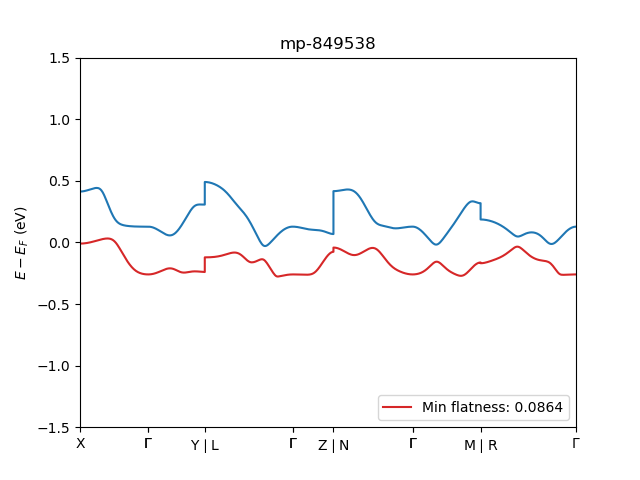 mp-849538
E − E_F (eV)
1.5
1.0
0.5
0.0
−0.5
−1.0
−1.5
Min flatness: 0.0864
X Γ Y | L Γ Z | N Γ M | R Γ